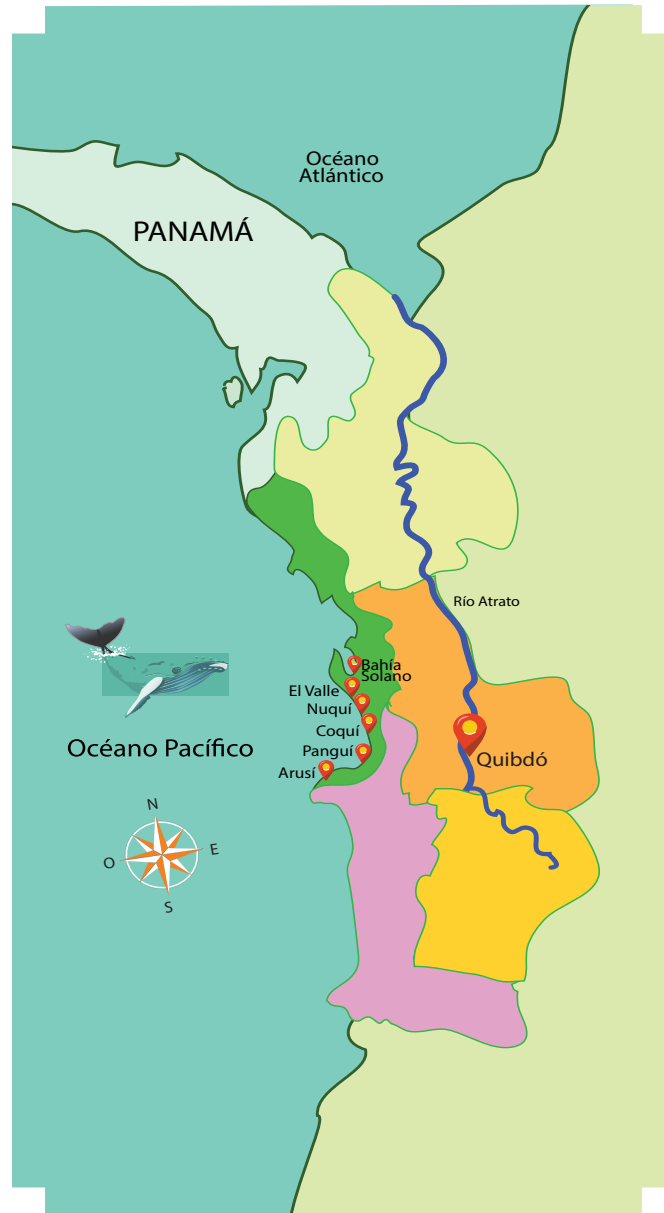 Océano
Atlántico
PANAMÁ
Río Atrato
Bahía
Solano
El Valle
Nuquí
Coquí
Panguí
Arusí
Quibdó
Océano Pacífico
N
O
E
S